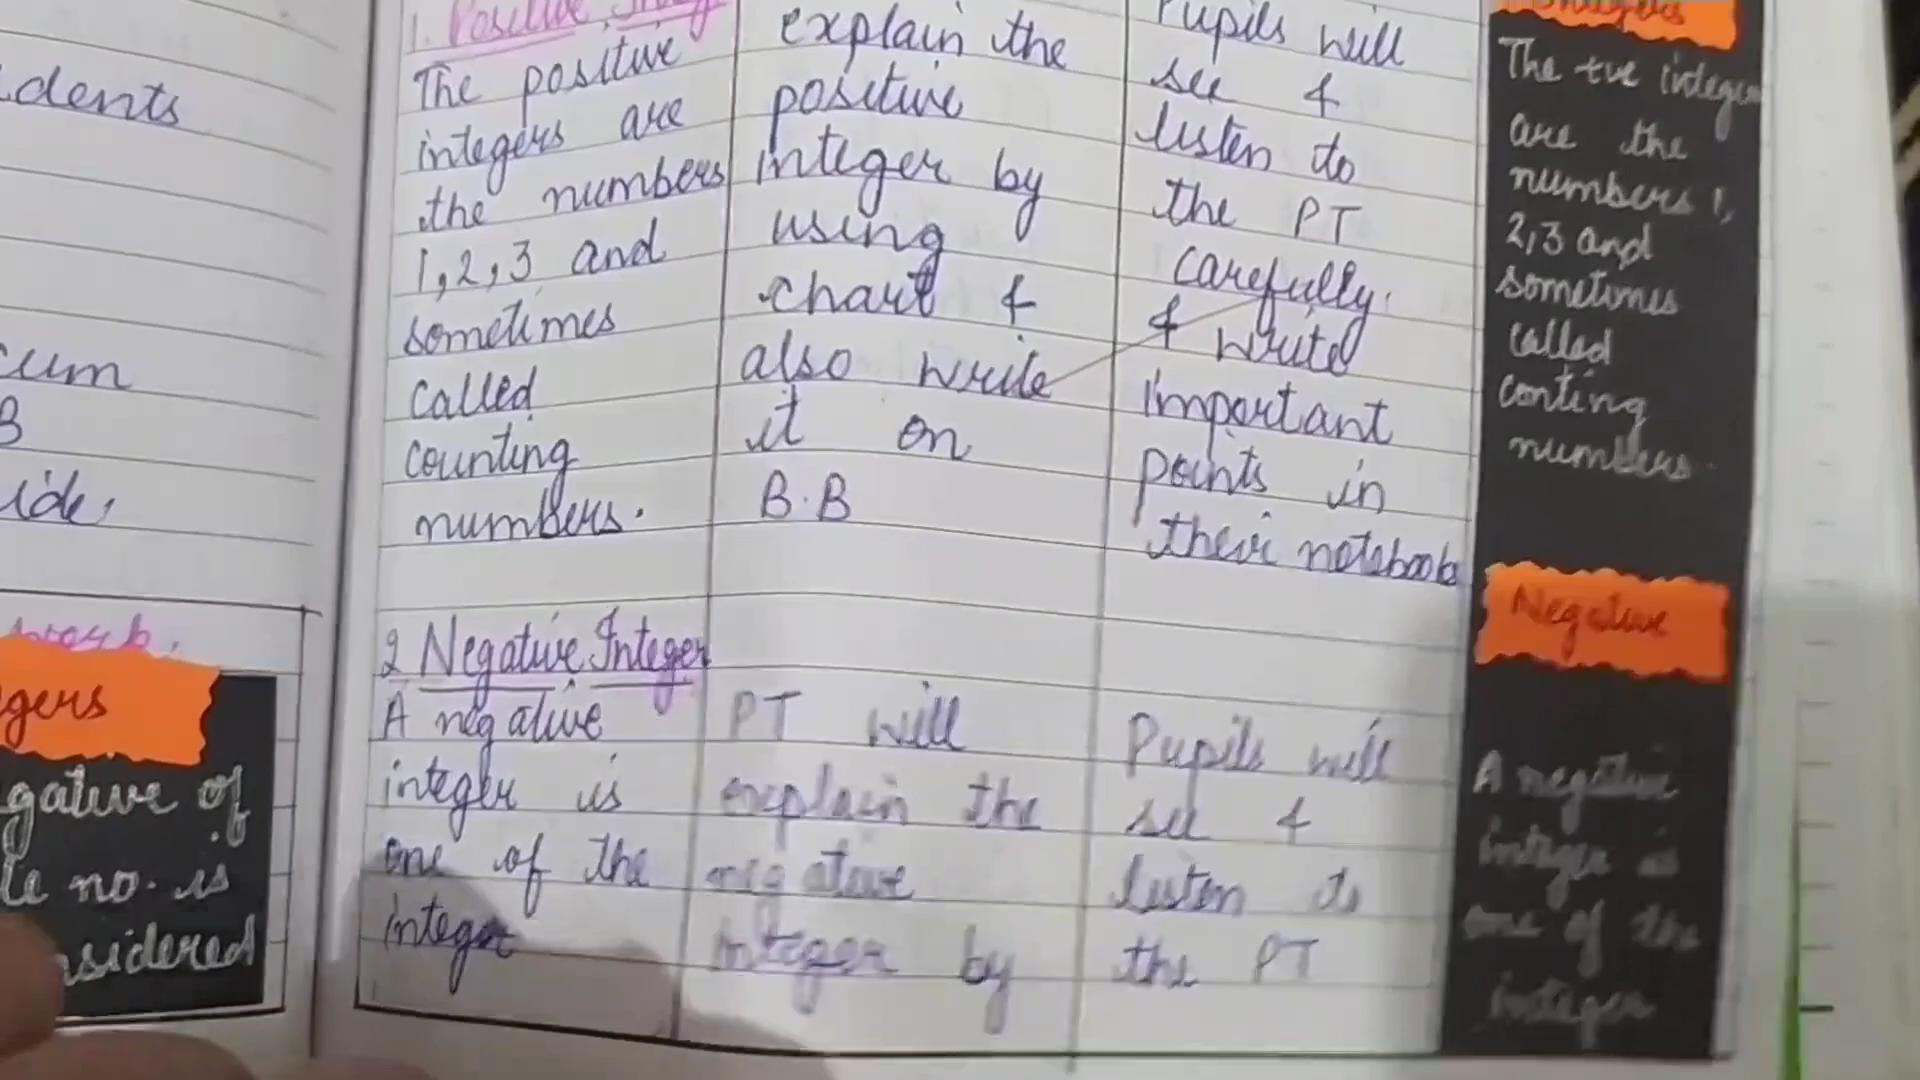 dents
cum
B
ide,
gers
gative of
no. is
nsidered
1. Positive Integ
The positive
integers are
the numbers
1,2,3 and
sometimes
called
counting
numbers.
2 Negative Integer
A negative
integer is
one of the
integer
explain the
positive
integer by
using
chart &
also write
it on
B.B
PT will
explain the
negative
integer by
Pupils will
see &
listen to
the PT
carefully.
& write
important
points in
their notebook
Pupils will
see &
listen to
the PT
The +ve integer
are the
numbers 1,
2,3 and
sometimes
called
conting
numbers.
Negative
A negative
integer is
one of the
integer